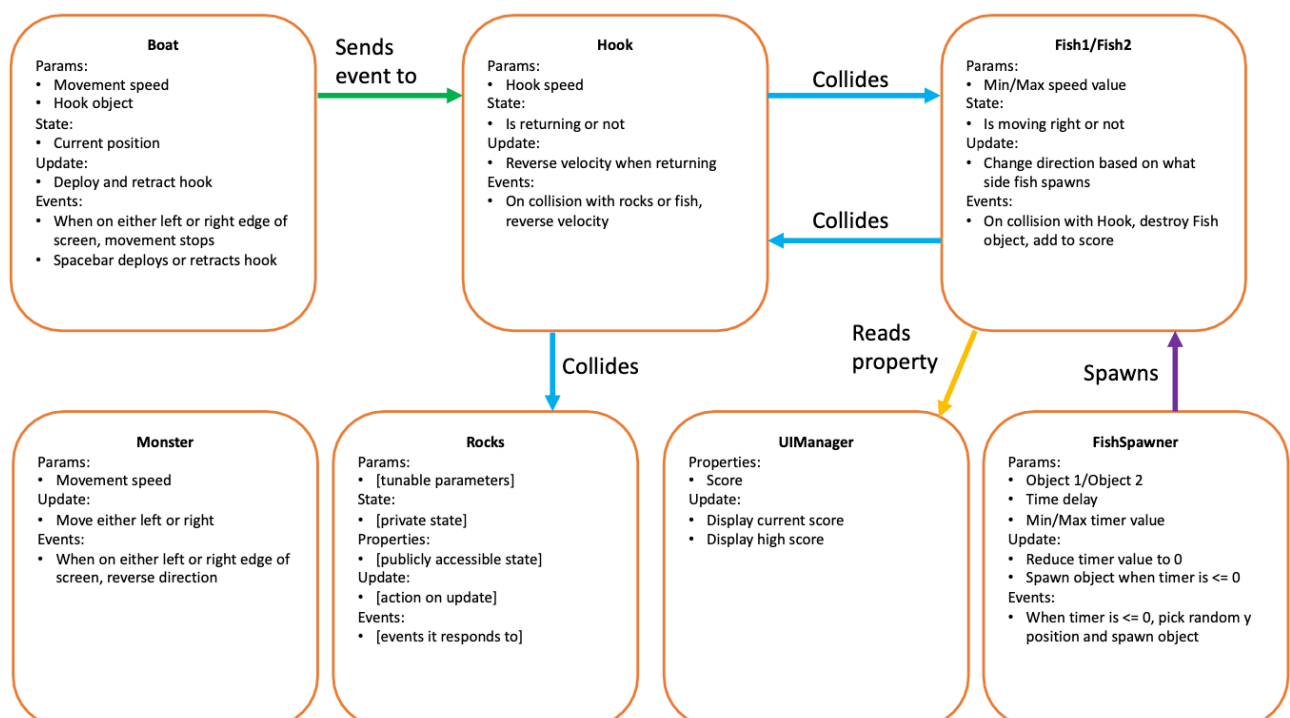 Boat
Params:
• Movement speed
• Hook object
State:
• Current position
Update:
• Deploy and retract hook
Events:
• When on either left or right edge of
screen, movement stops
• Spacebar deploys or retracts hook
Sends
event to
Hook
Params:
• Hook speed
State:
• Is returning or not
Update:
• Reverse velocity when returning
Events:
• On collision with rocks or fish,
reverse velocity
Collides
Collides
Fish1/Fish2
Params:
• Min/Max speed value
State:
• Is moving right or not
Update:
• Change direction based on what
side fish spawns
Events:
• On collision with Hook, destroy Fish
object, add to score
Collides
Reads
property
Spawns
Monster
Params:
• Movement speed
Update:
• Move either left or right
Events:
• When on either left or right edge of
screen, reverse direction
Rocks
Params:
• [tunable parameters]
State:
• [private state]
Properties:
• [publicly accessible state]
Update:
• [action on update]
Events:
• [events it responds to]
UIManager
Properties:
• Score
Update:
• Display current score
• Display high score
FishSpawner
Params:
• Object 1/Object 2
• Time delay
• Min/Max timer value
Update:
• Reduce timer value to 0
• Spawn object when timer is <= 0
Events:
• When timer is <= 0, pick random y
position and spawn object